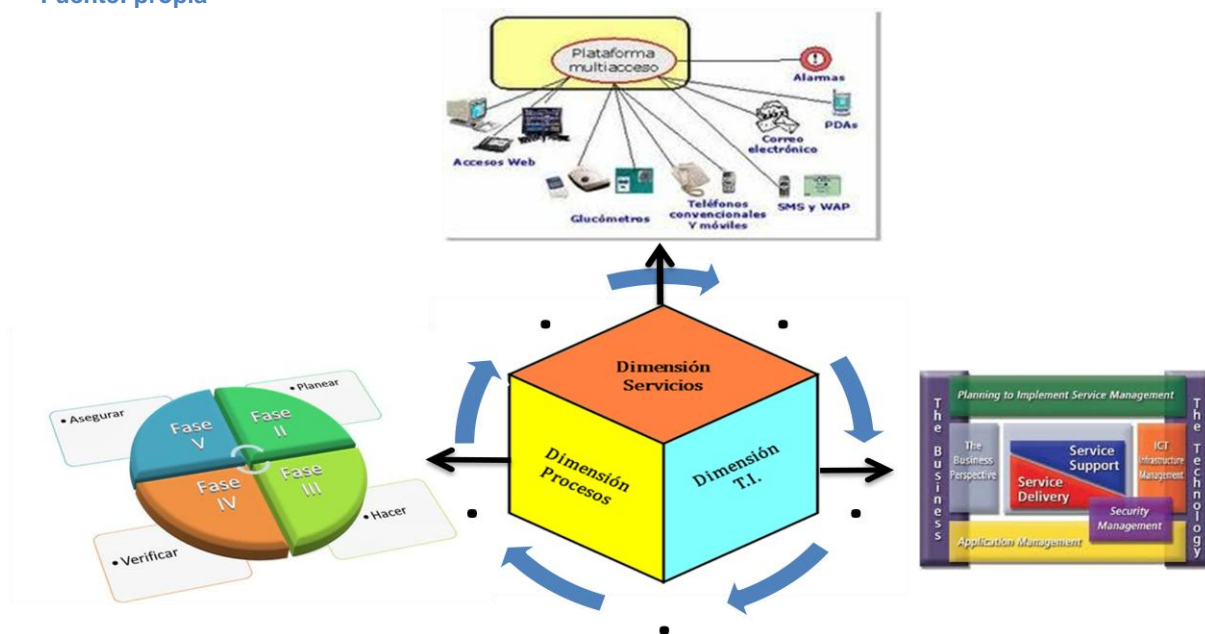 Fuente: propia
Plataforma
multiacceso
Alarmas
PDAs
Correo
electrónico
Accesos Web
Glucómetros
Teléfonos
convencionales
Y móviles
SMS y WAP
Dimensión
Servicios
Dimensión
Procesos
Dimensión
T.I.
• Asegurar
• Planear
Fase
V
Fase
II
Fase
IV
Fase
III
• Hacer
• Verificar
The Business
Planning to Implement Service Management
The Technology
The
Business
Perspective
Service
Support
Service
Delivery
ICT
Infrastructure
Management
Security
Management
Application Management